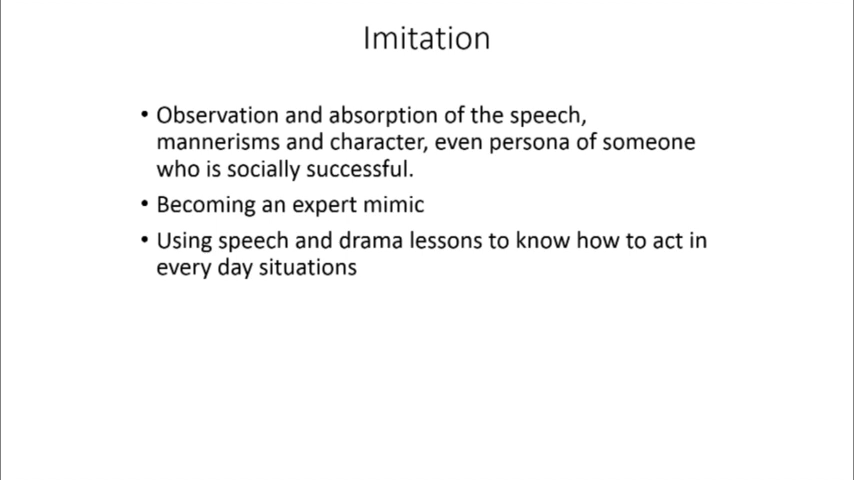 Imitation
• Observation and absorption of the speech,
mannerisms and character, even persona of someone
who is socially successful.
• Becoming an expert mimic
• Using speech and drama lessons to know how to act in
every day situations